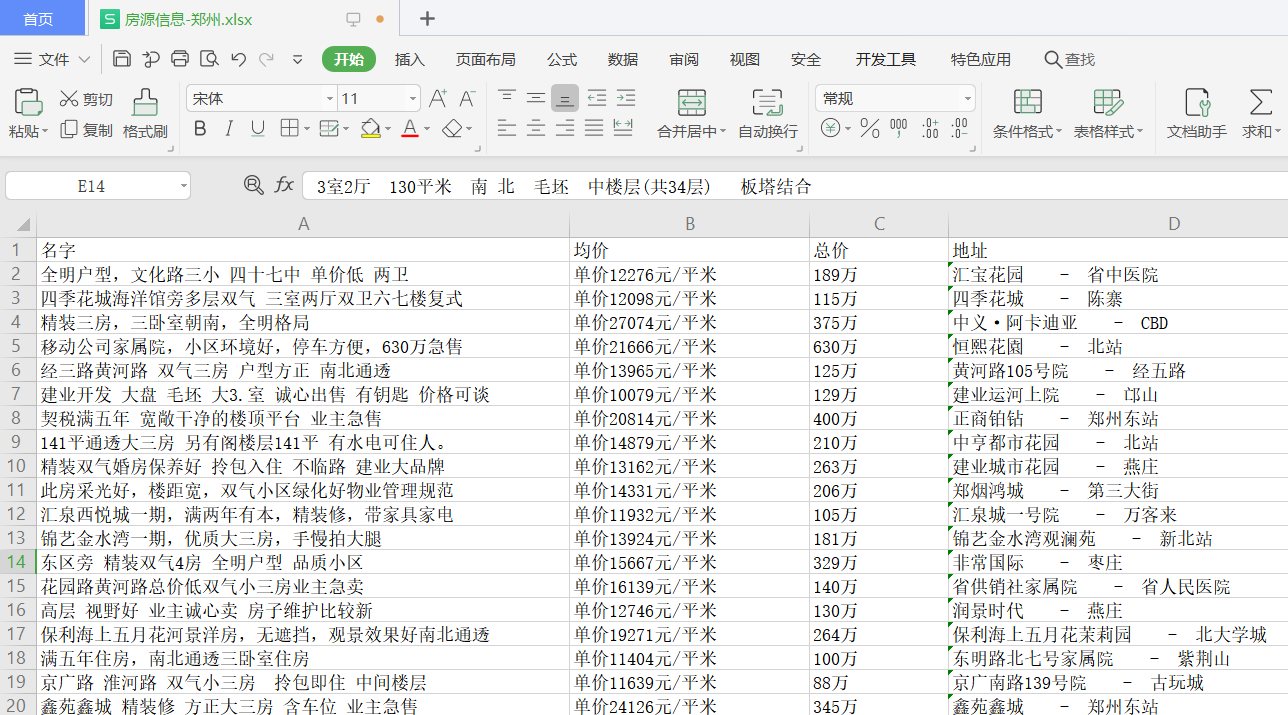 首页 S 房源信息-郑州.xlsx +
文件 开始 插入 页面布局 公式 数据 审阅 视图 安全 开发工具 特色应用 查找
粘贴 剪切 复制 格式刷 宋体 11 A+ A- B I U A 合并居中 自动换行 常规 ¥ % 000 条件格式 表格样式 文档助手 求和
E14 fx 3室2厅 130平米 南 北 毛坯 中楼层(共34层) 板塔结合
A B C D
1 名字 均价 总价 地址
2 全明户型，文化路三小 四十七中 单价低 两卫 单价12276元/平米 189万 汇宝花园 - 省中医院
3 四季花城海洋馆旁多层双气 三室两厅双卫六七楼复式 单价12098元/平米 115万 四季花城 - 陈寨
4 精装三房，三卧室朝南，全明格局 单价27074元/平米 375万 中义·阿卡迪亚 - CBD
5 移动公司家属院，小区环境好，停车方便，630万急售 单价21666元/平米 630万 恒熙花園 - 北站
6 经三路黄河路 双气三房 户型方正 南北通透 单价13965元/平米 125万 黄河路105号院 - 经五路
7 建业开发 大盘 毛坯 大3.室 诚心出售 有钥匙 价格可谈 单价10079元/平米 129万 建业运河上院 - 邙山
8 契税满五年 宽敞干净的楼顶平台 业主急售 单价20814元/平米 400万 正商铂钻 - 郑州东站
9 141平通透大三房 另有阁楼层141平 有水电可住人。 单价14879元/平米 210万 中亨都市花园 - 北站
10 精装双气婚房保养好 拎包入住 不临路 建业大品牌 单价13162元/平米 263万 建业城市花园 - 燕庄
11 此房采光好，楼距宽，双气小区绿化好物业管理规范 单价14331元/平米 206万 郑烟鸿城 - 第三大街
12 汇泉西悦城一期，满两年有本，精装修，带家具家电 单价11932元/平米 105万 汇泉城一号院 - 万客来
13 锦艺金水湾一期，优质大三房，手慢拍大腿 单价13924元/平米 181万 锦艺金水湾观澜苑 - 新北站
14 东区旁 精装双气4房 全明户型 品质小区 单价15667元/平米 329万 非常国际 - 枣庄
15 花园路黄河路总价低双气小三房业主急卖 单价16139元/平米 140万 省供销社家属院 - 省人民医院
16 高层 视野好 业主诚心卖 房子维护比较新 单价12746元/平米 130万 润景时代 - 燕庄
17 保利海上五月花河景洋房，无遮挡，观景效果好南北通透 单价19271元/平米 264万 保利海上五月花茉莉园 - 北大学城
18 满五年住房，南北通透三卧室住房 单价11404元/平米 100万 东明路北七号家属院 - 紫荆山
19 京广路 淮河路 双气小三房 拎包即住 中间楼层 单价11639元/平米 88万 京广南路139号院 - 古玩城
20 鑫苑鑫城 精装修 方正大三房 含车位 业主急售 单价24126元/平米 345万 鑫苑鑫城 - 郑州东站